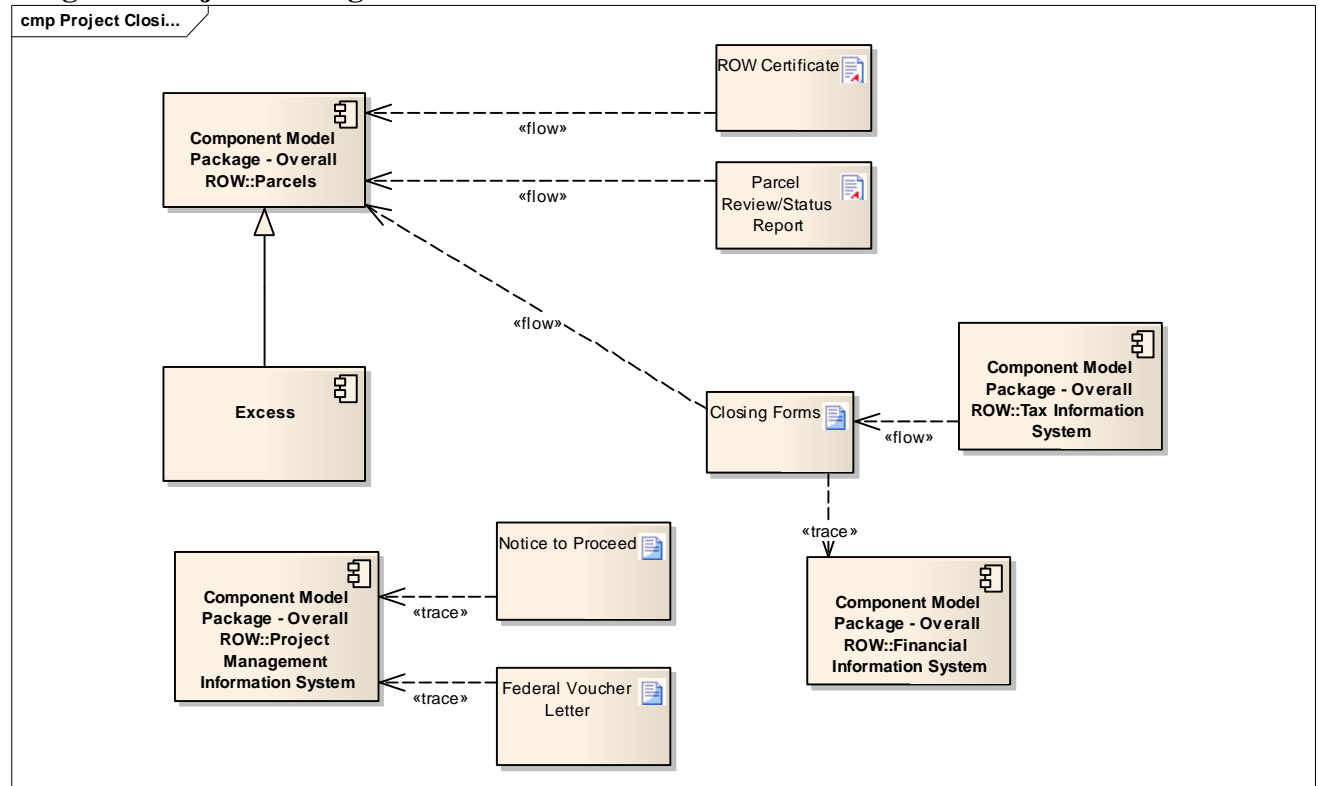 cmp Project Closi...
ROW Certificate
«flow»
Component Model
Package - Overall
ROW::Parcels
Parcel
Review/Status
Report
«flow»
«flow»
Component Model
Package - Overall
ROW::Tax Information
System
Excess
Closing Forms
«flow»
«trace»
Notice to Proceed
«trace»
Component Model
Package - Overall
ROW::Project
Management
Information System
Component Model
Package - Overall
ROW::Financial
Information System
Federal Voucher
Letter
«trace»